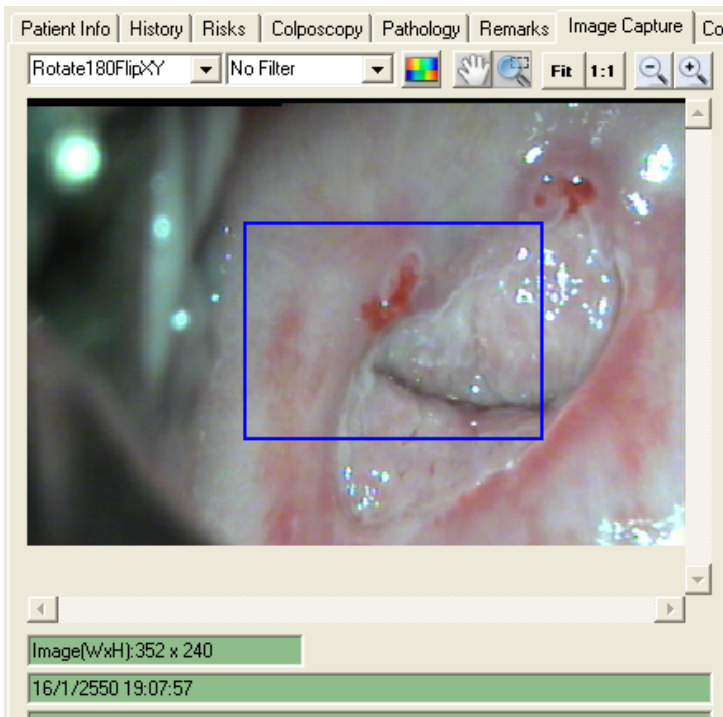 Patient Info History Risks Colposcopy Pathology Remarks Image Capture Co
Rotate180FlipXY No Filter Fit 1:1
Image(WxH):352 x 240
16/1/2550 19:07:57